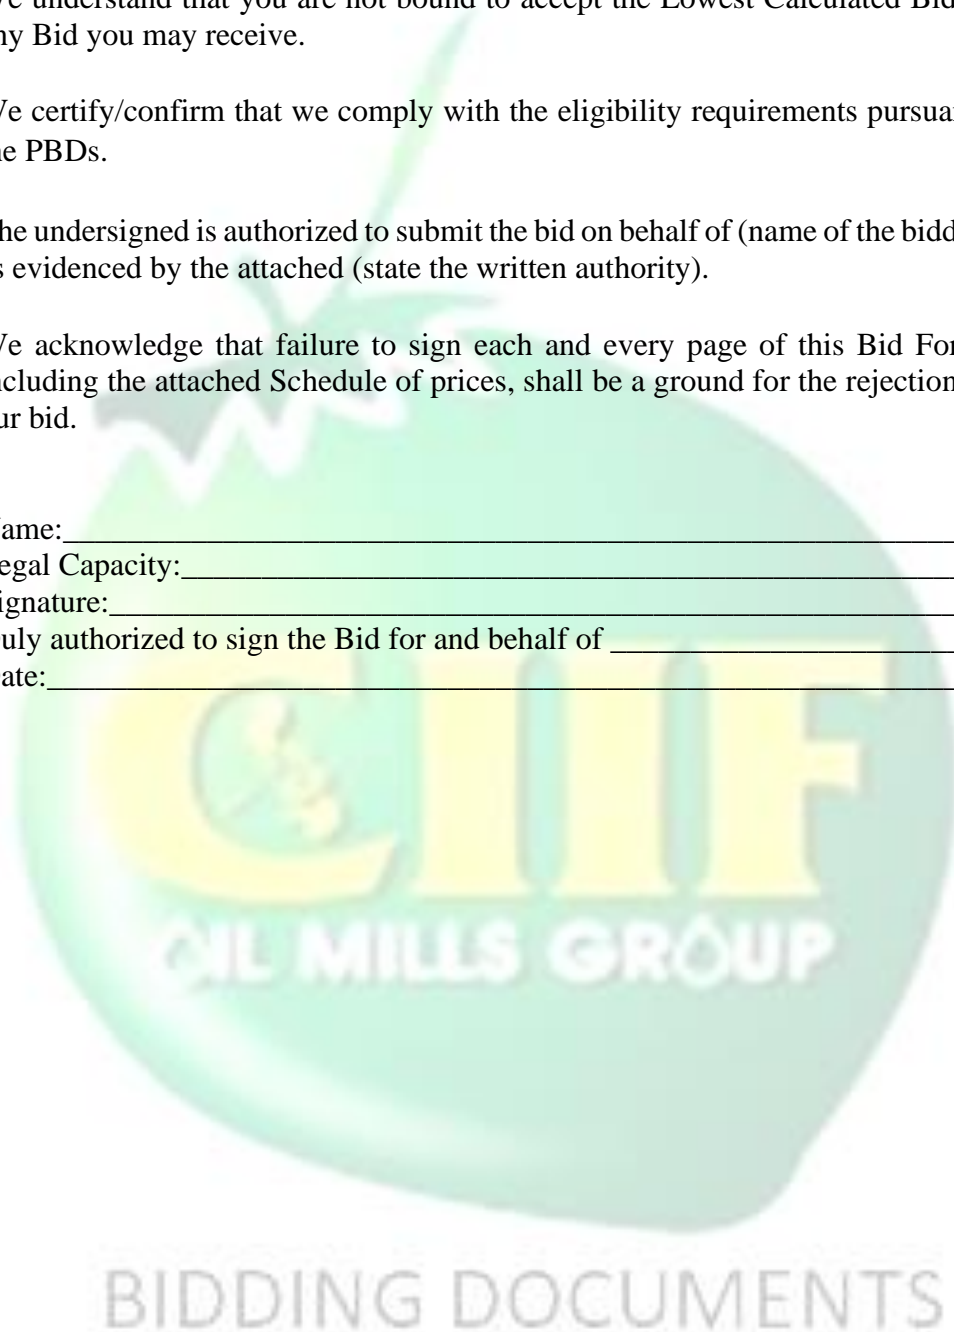 e understand that you are not bound to accept the Lowest Calculated Bid
ny Bid you may receive.
e certify/confirm that we comply with the eligibility requirements pursua
e PBDs.
he undersigned is authorized to submit the bid on behalf of (name of the bidd
s evidenced by the attached (state the written authority).
e acknowledge that failure to sign each and every page of this Bid For
ncluding the attached Schedule of prices, shall be a ground for the rejection
ur bid.
ame:
egal Capacity:
ignature:
uly authorized to sign the Bid for and behalf of
ate:
CIIF
OIL MILLS GROUP
BIDDING DOCUMENTS